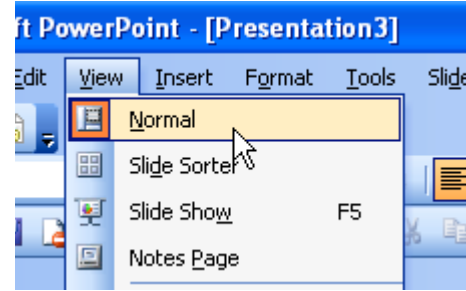 ft PowerPoint - [Presentation3]
Edit View Insert Format Tools Slide
Normal
Slide Sorter
Slide Show F5
Notes Page